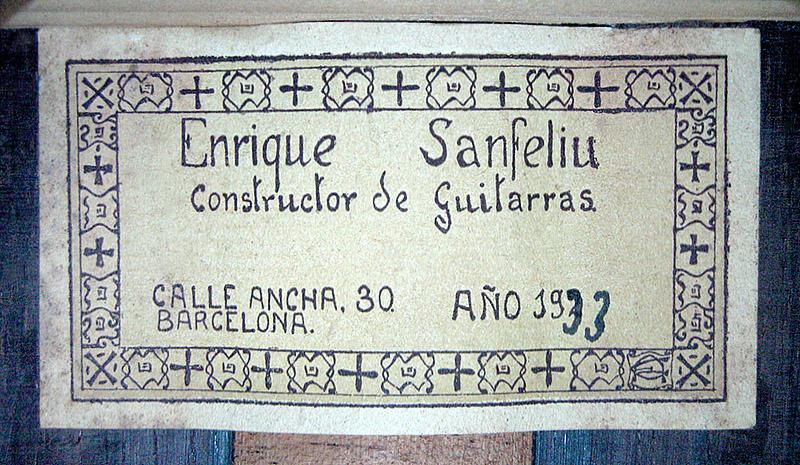 Enrique Sanfeliu
Constructor de Guitarras.
CALLE ANCHA, 30.
BARCELONA.
AÑO 1933